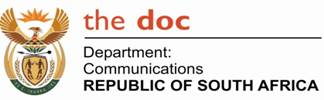 the doc
Department:
Communications
REPUBLIC OF SOUTH AFRICA